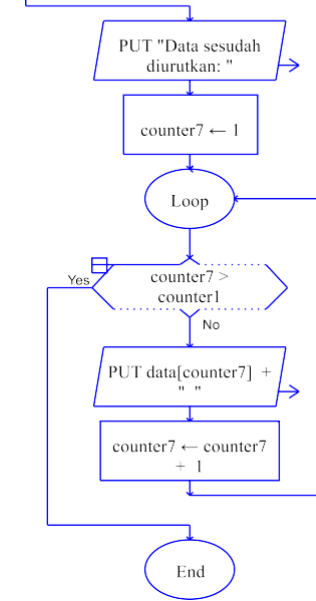 PUT "Data sesudah
diurutkan: "
counter7 ← 1
Loop
counter7 >
counter1
Yes
No
PUT data[counter7] +
" "
counter7 ← counter7
+ 1
End